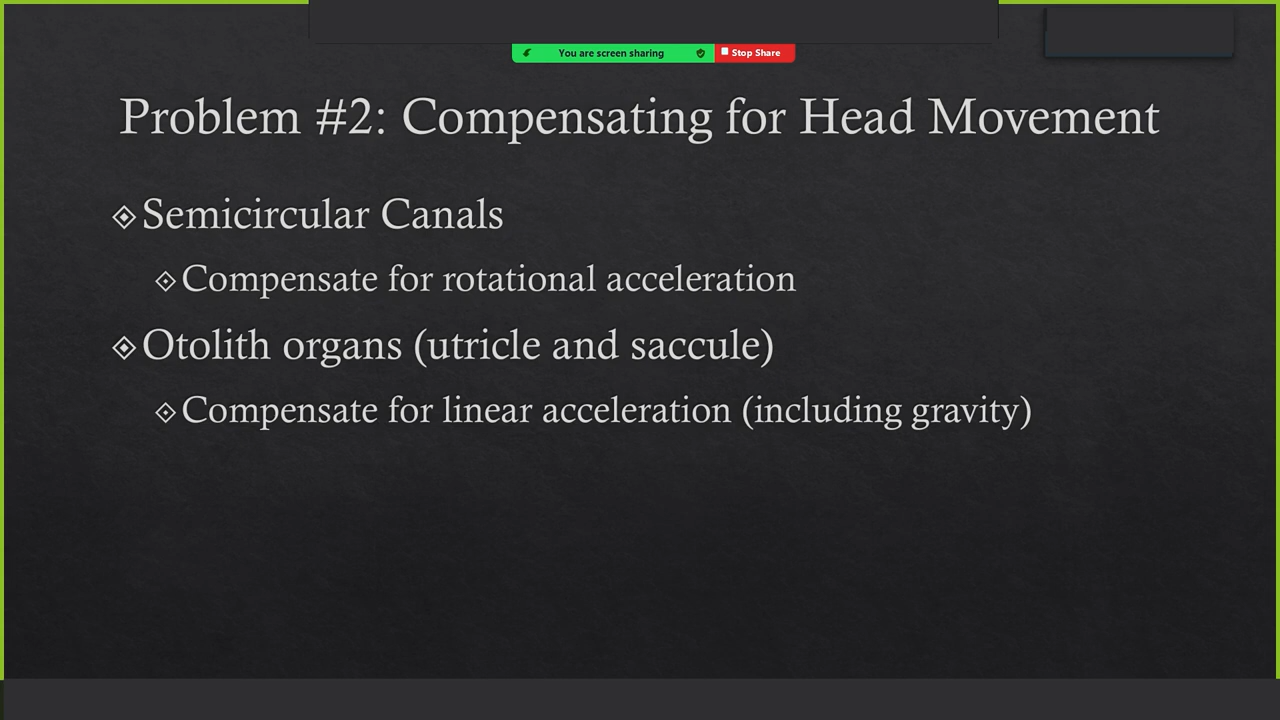 You are screen sharing Stop Share
Problem #2: Compensating for Head Movement
Semicircular Canals
Compensate for rotational acceleration
Otolith organs (utricle and saccule)
Compensate for linear acceleration (including gravity)